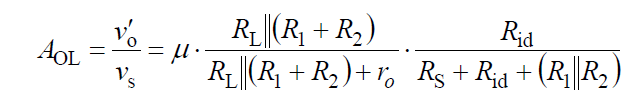 A_OL = v′_o / v_s = μ · R_L‖(R_1 + R_2) / (R_L‖(R_1 + R_2) + r_o) · R_id / (R_S + R_id + (R_1‖R_2))